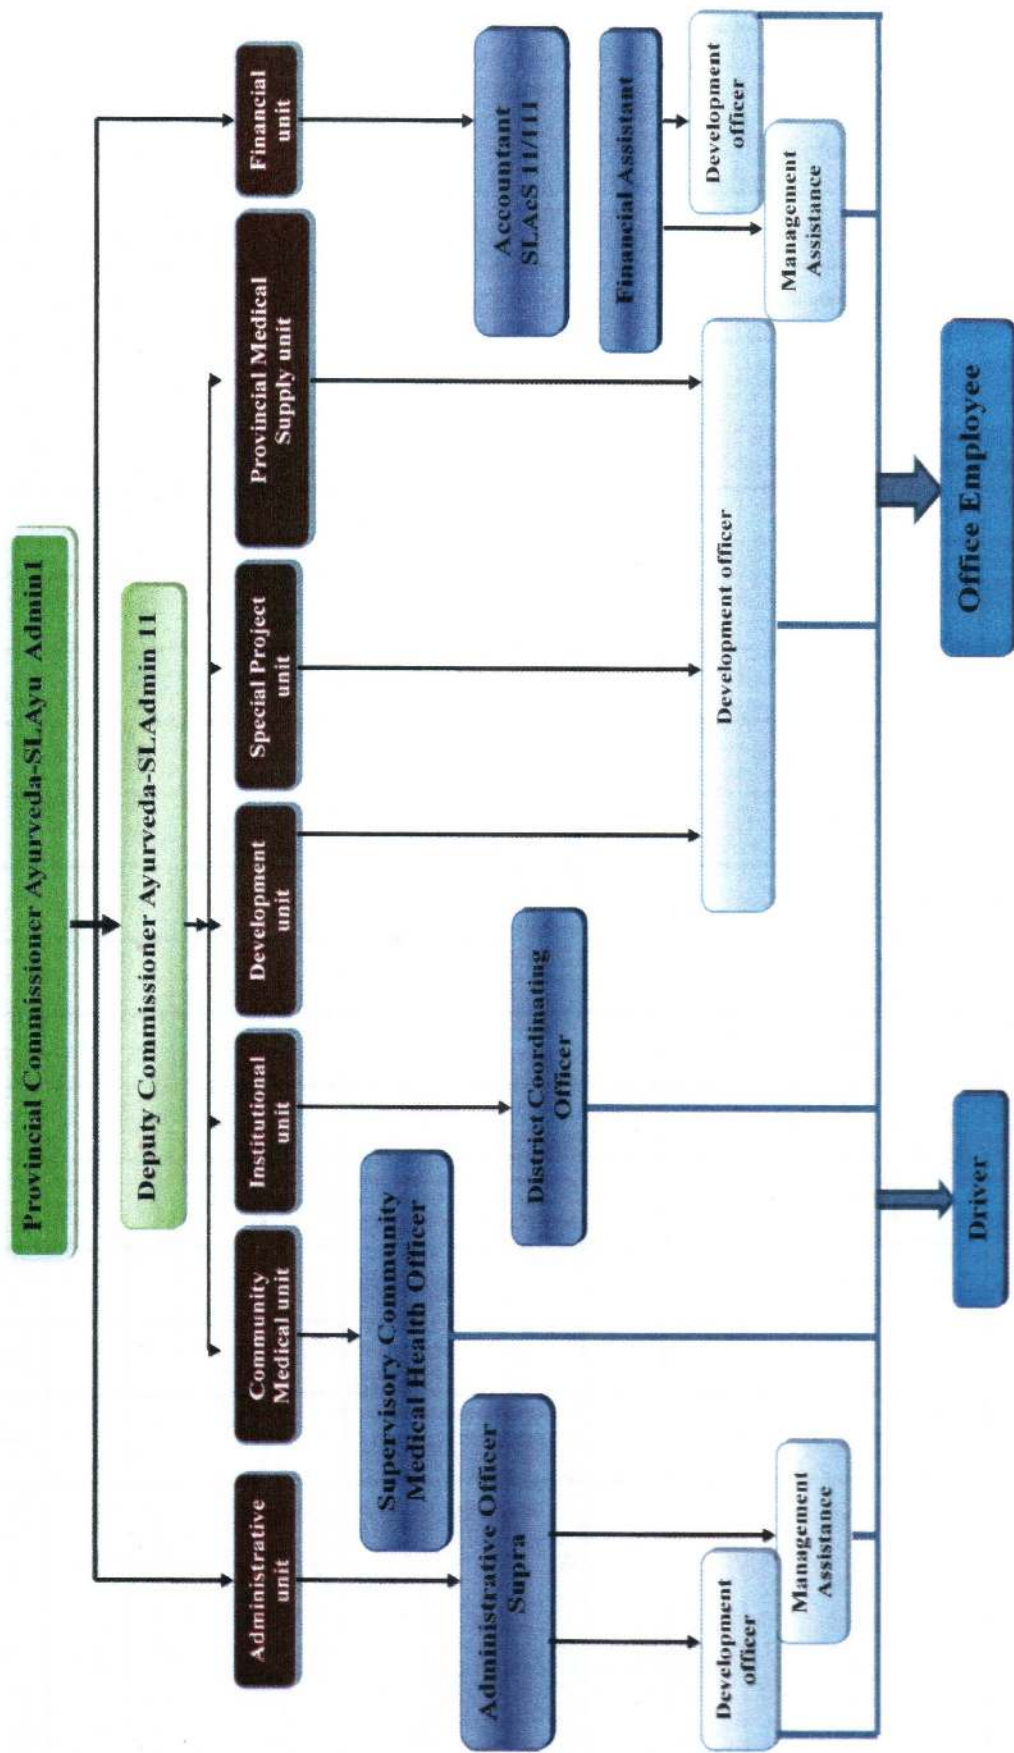 Provincial Commissioner Ayurveda-SLAyu Admin1
Deputy Commissioner Ayurveda-SLAdmin 11
Administrative
unit
Community
Medical unit
Institutional
unit
Development
unit
Special Project
unit
Provincial Medical
Supply unit
Financial
unit
Supervisory Community
Medical Health Officer
Administrative Officer
Supra
District Coordinating
Officer
Accountant
SLAcS 11/111
Financial Assistant
Development
officer
Management
Assistance
Development officer
Development
officer
Management
Assistance
Driver
Office Employee